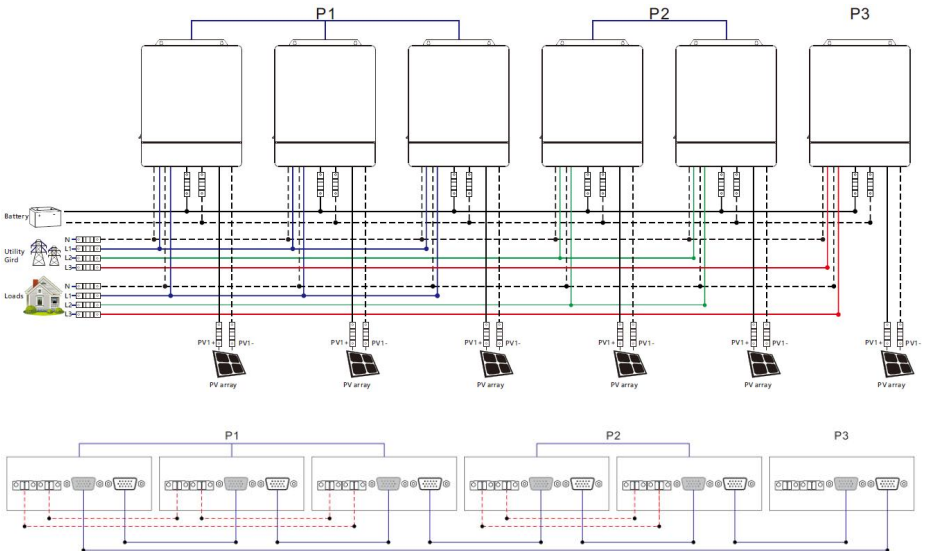 P1 P2 P3
Battery
Utility
Gird
N
L1
L2
L3
Loads
N
L1
L2
L3
PV1+ PV1- PV1+ PV1- PV1+ PV1- PV1+ PV1- PV1+ PV1- PV1+ PV1-
PV array PV array PV array PV array PV array PV array
P1 P2 P3